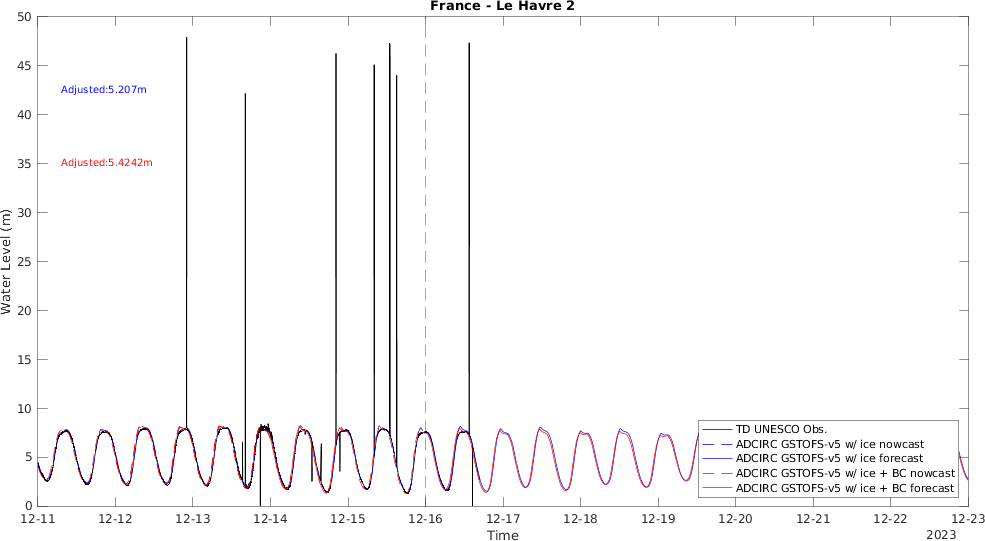 France - Le Havre 2
50
45
40
35
30
25
20
15
10
5
0
Water Level (m)
Adjusted:5.207m
Adjusted:5.4242m
TD UNESCO Obs.
ADCIRC GSTOFS-v5 w/ ice nowcast
ADCIRC GSTOFS-v5 w/ ice forecast
ADCIRC GSTOFS-v5 w/ ice + BC nowcast
ADCIRC GSTOFS-v5 w/ ice + BC forecast
12-11 12-12 12-13 12-14 12-15 12-16 12-17 12-18 12-19 12-20 12-21 12-22 12-23
Time
2023